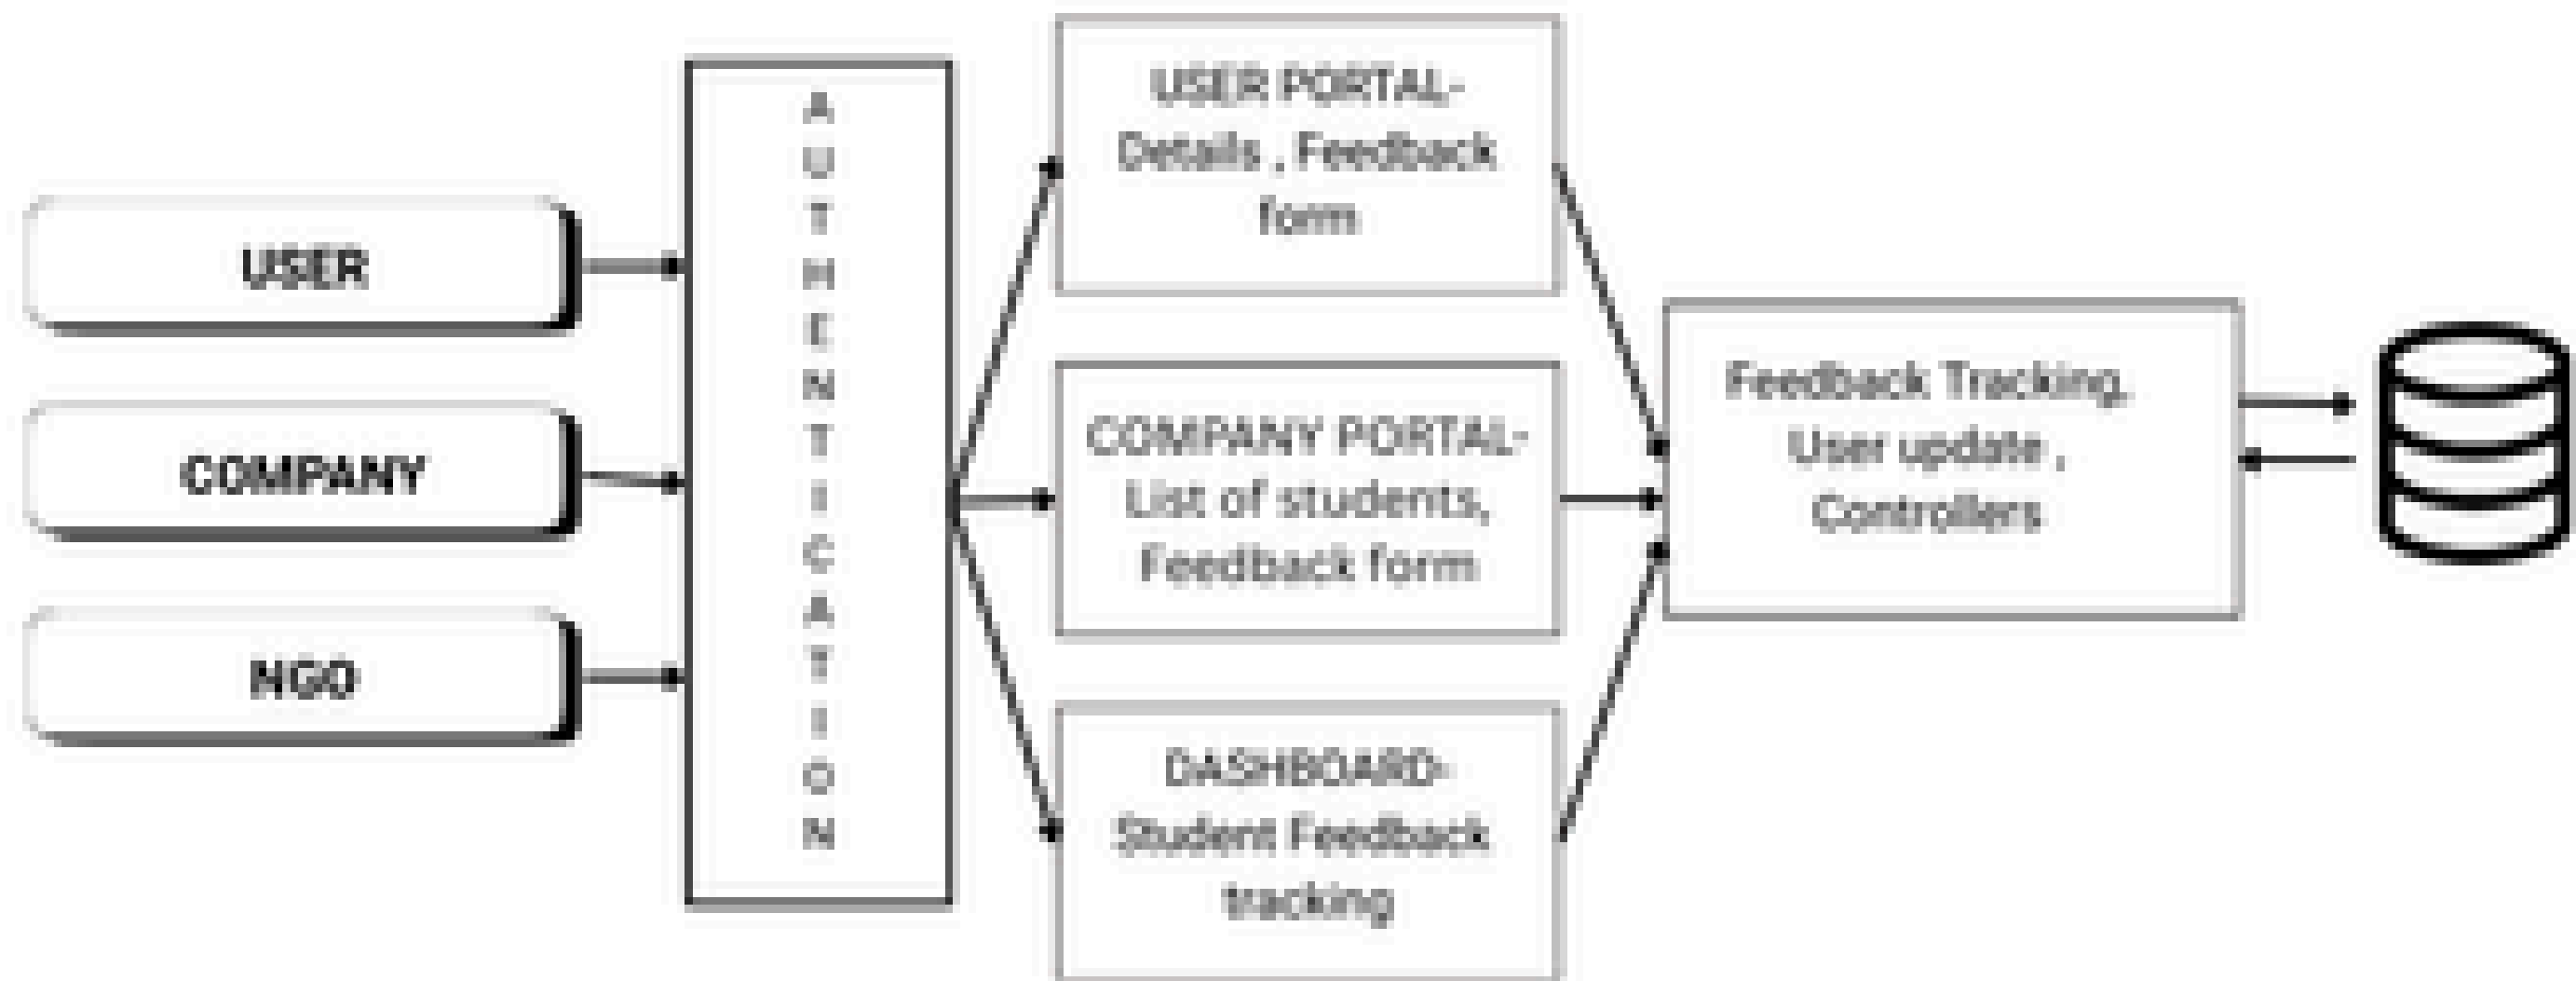 USER
COMPANY
NGO
AUTHENTICATION
USER PORTAL-
Details , Feedback
form
COMPANY PORTAL-
List of students,
Feedback form
DASHBOARD-
Student Feedback
tracking
Feedback Tracking,
User update ,
Controllers